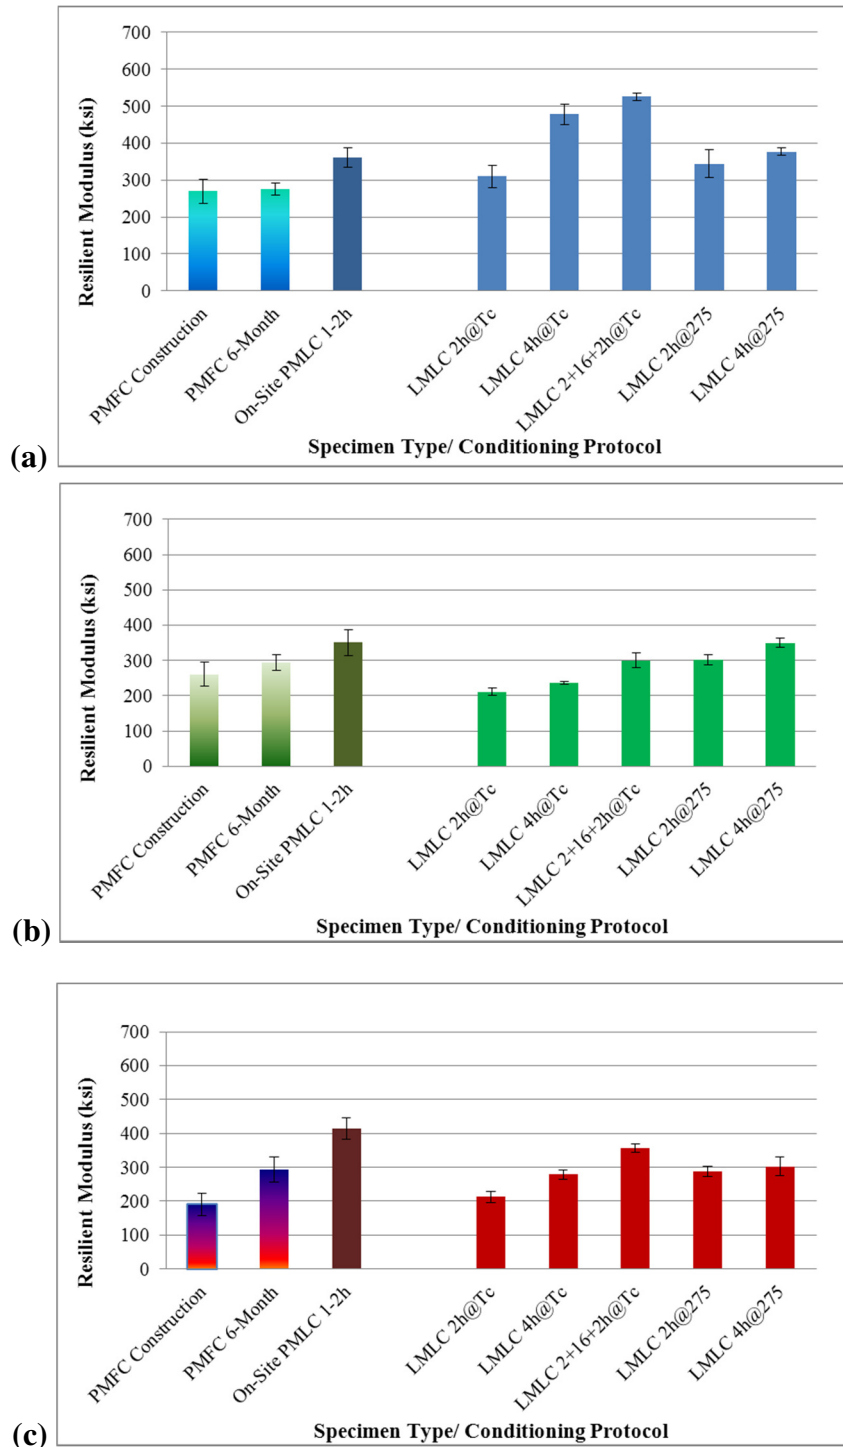 700
600
500
400
300
200
100
0
Resilient Modulus (ksi)
PMFC Construction
PMFC 6-Month
On-Site PMLC 1-2h
LMLC 2h@Tc
LMLC 4h@Tc
LMLC 2+16+2h@Tc
LMLC 2h@275
LMLC 4h@275
Specimen Type/ Conditioning Protocol
(a)
700
600
500
400
300
200
100
0
Resilient Modulus (ksi)
PMFC Construction
PMFC 6-Month
On-Site PMLC 1-2h
LMLC 2h@Tc
LMLC 4h@Tc
LMLC 2+16+2h@Tc
LMLC 2h@275
LMLC 4h@275
Specimen Type/ Conditioning Protocol
(b)
700
600
500
400
300
200
100
0
Resilient Modulus (ksi)
PMFC Construction
PMFC 6-Month
On-Site PMLC 1-2h
LMLC 2h@Tc
LMLC 4h@Tc
LMLC 2+16+2h@Tc
LMLC 2h@275
LMLC 4h@275
Specimen Type/ Conditioning Protocol
(c)